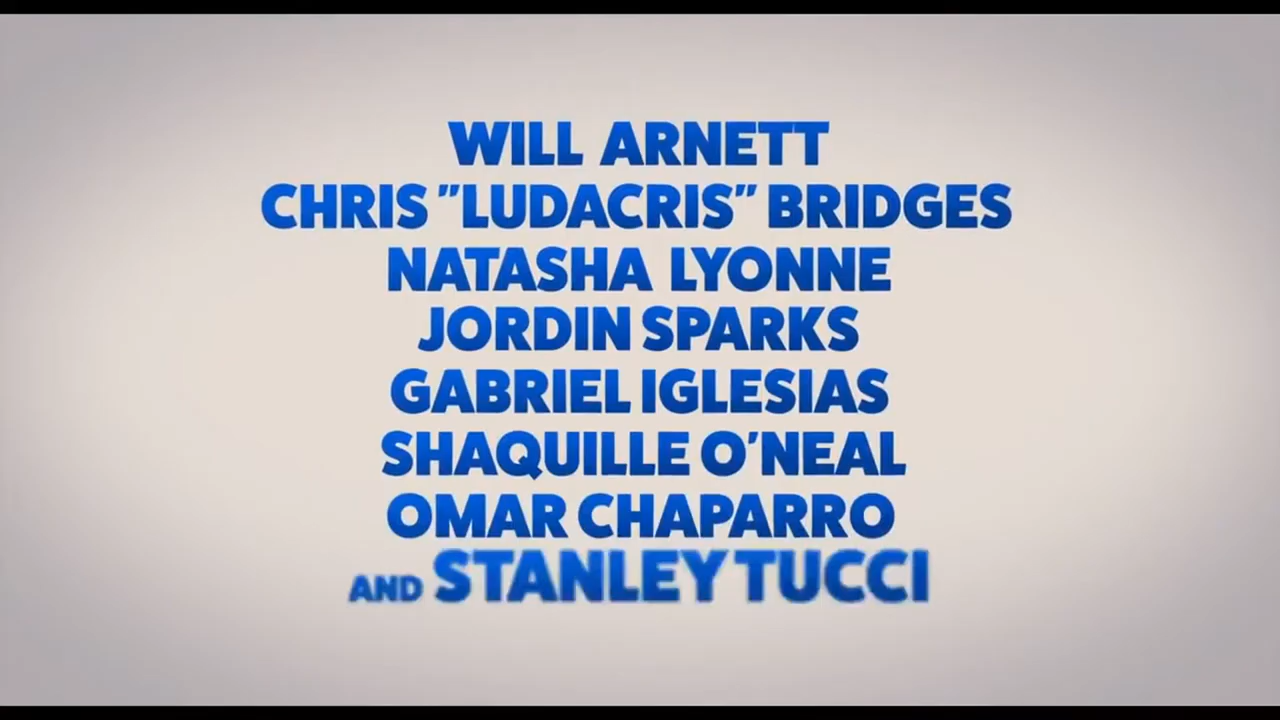 WILL ARNETT
CHRIS "LUDACRIS" BRIDGES
NATASHA LYONNE
JORDIN SPARKS
GABRIEL IGLESIAS
SHAQUILLE O'NEAL
OMAR CHAPARRO
AND STANLEY TUCCI